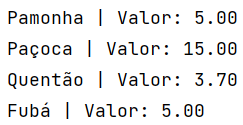 Pamonha | Valor: 5.00
Paçoca | Valor: 15.00
Quentão | Valor: 3.70
Fubá | Valor: 5.00